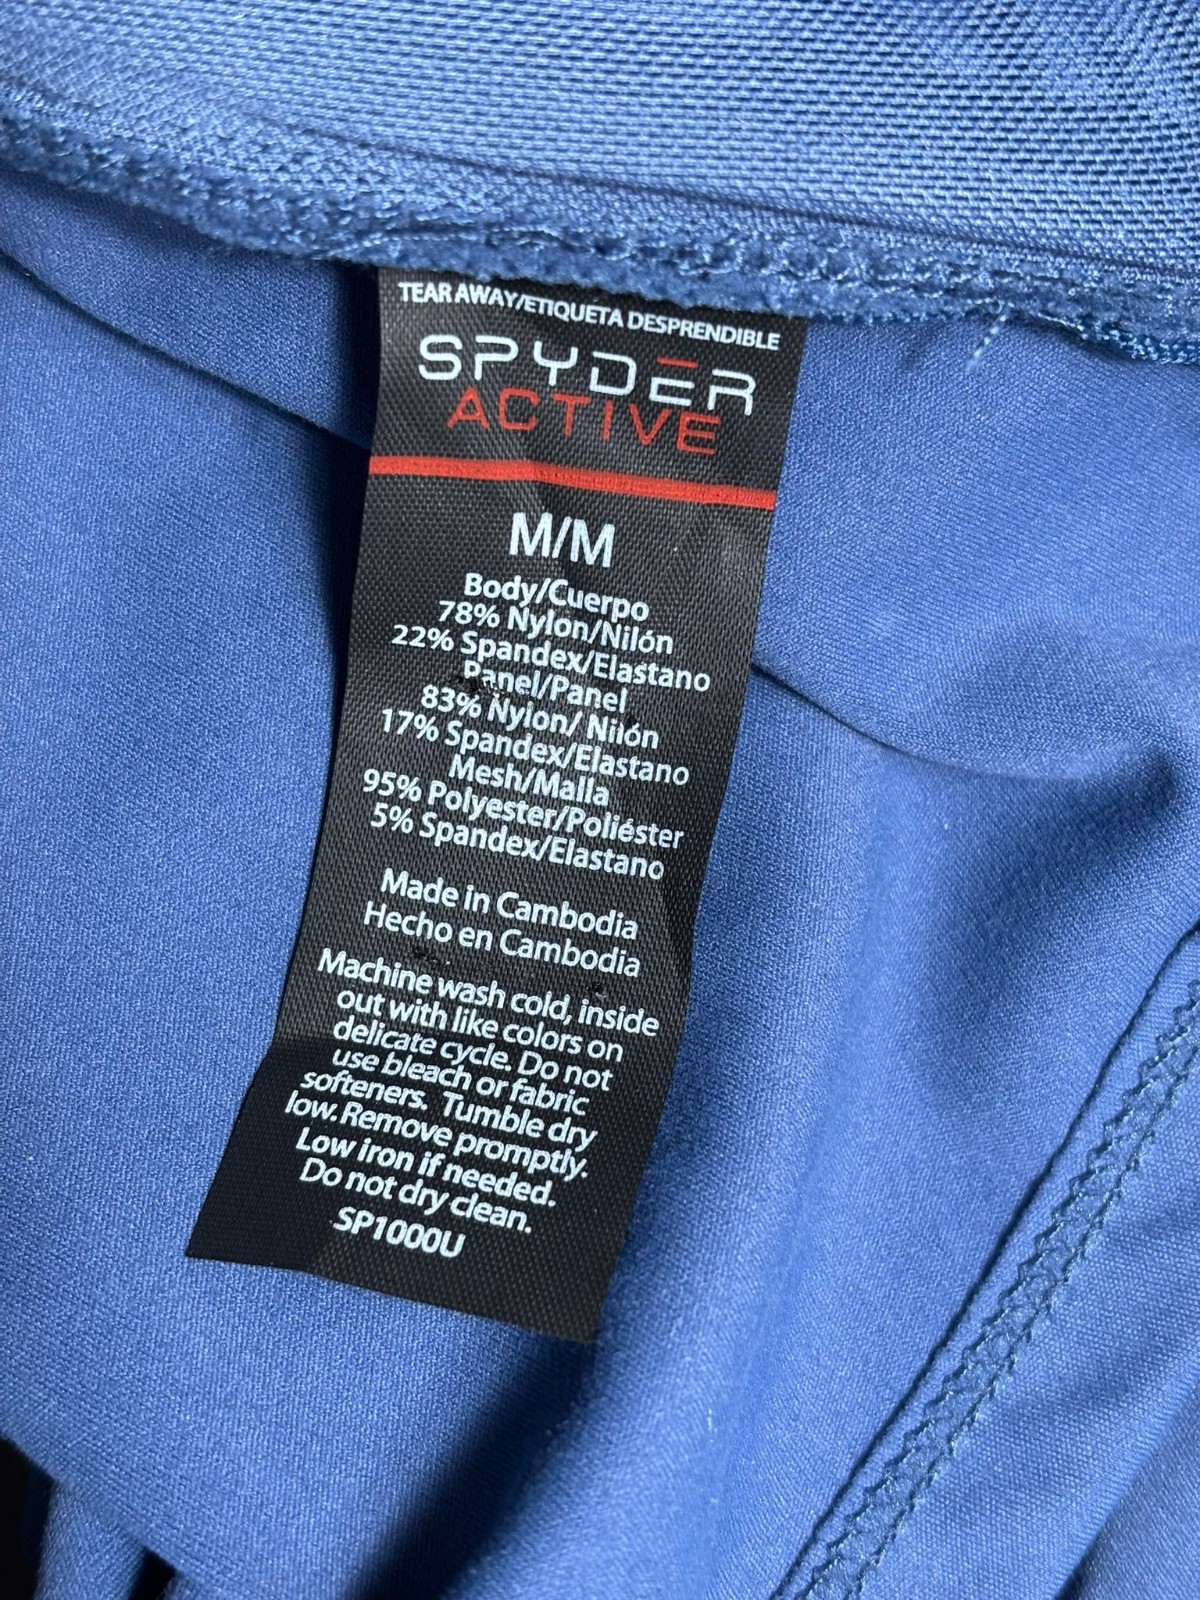 TEAR AWAY/ETIQUETA DESPRENDIBLE
SPYDER
ACTIVE
M/M
Body/Cuerpo
78% Nylon/Nilón
22% Spandex/Elastano
Panel/Panel
83% Nylon/ Nilón
17% Spandex/Elastano
Mesh/Malla
95% Polyester/Poliéster
5% Spandex/Elastano
Made in Cambodia
Hecho en Cambodia
Machine wash cold, inside
out with like colors on
delicate cycle. Do not
use bleach or fabric
softeners. Tumble dry
low. Remove promptly.
Low iron if needed.
Do not dry clean.
SP1000U